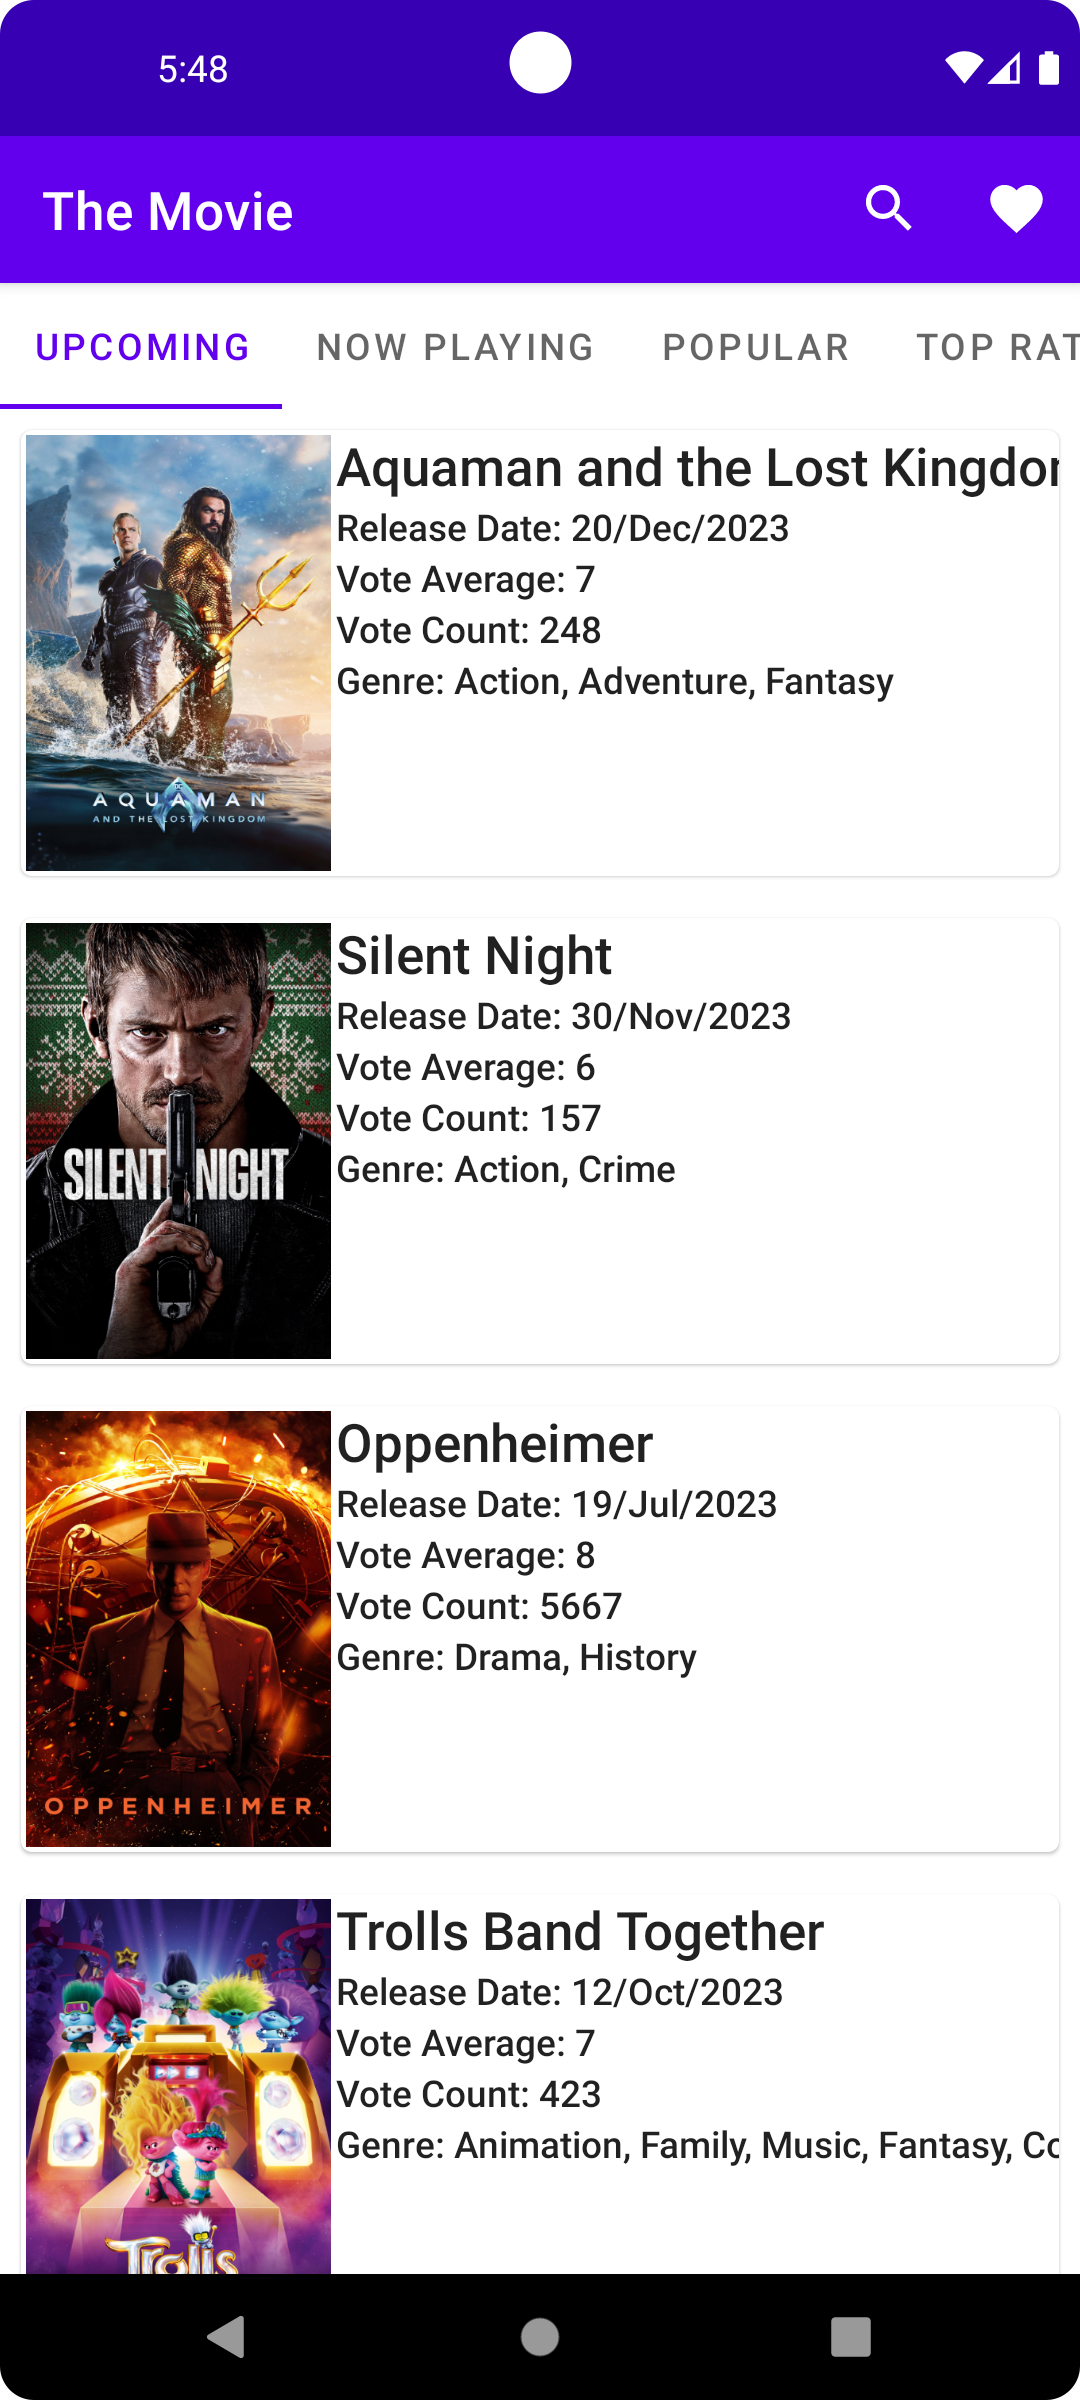 5:48
The Movie
UPCOMING
NOW PLAYING
POPULAR
TOP RAT
Aquaman and the Lost Kingdor
Release Date: 20/Dec/2023
Vote Average: 7
Vote Count: 248
Genre: Action, Adventure, Fantasy
AQUAMAN
AND THE LOST KINGDOM
Silent Night
Release Date: 30/Nov/2023
Vote Average: 6
Vote Count: 157
Genre: Action, Crime
SILENT NIGHT
Oppenheimer
Release Date: 19/Jul/2023
Vote Average: 8
Vote Count: 5667
Genre: Drama, History
OPPENHEIMER
Trolls Band Together
Release Date: 12/Oct/2023
Vote Average: 7
Vote Count: 423
Genre: Animation, Family, Music, Fantasy, Co
Trolls